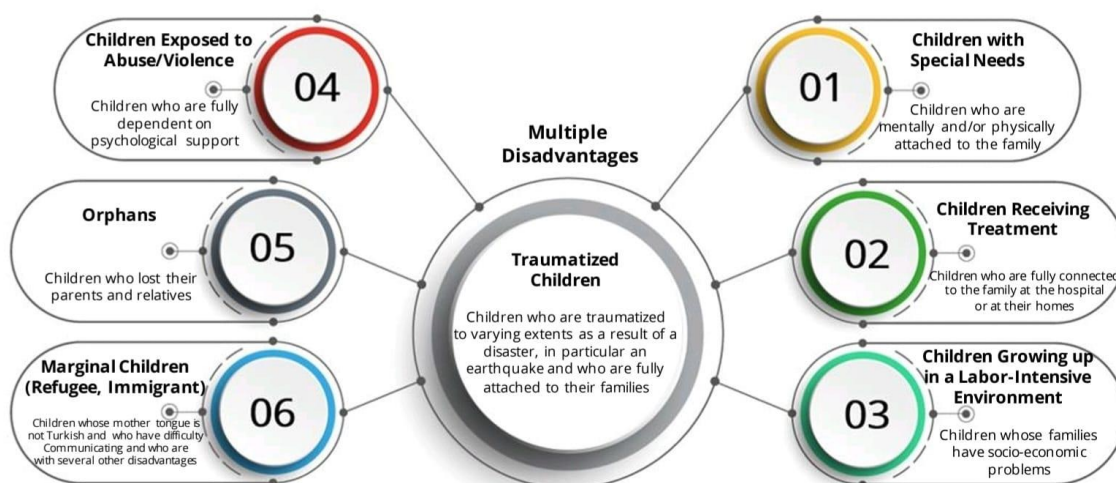 Multiple
Disadvantages
Traumatized
Children
Children who are traumatized
to varying extents as a result of a
disaster, in particular an
earthquake and who are fully
attached to their families
01
Children with
Special Needs
Children who are
mentally and/or physically
attached to the family
02
Children Receiving
Treatment
Children who are fully connected
to the family at the hospital
or at their homes
03
Children Growing up
in a Labor-Intensive
Environment
Children whose families
have socio-economic
problems
04
Children Exposed to
Abuse/Violence
Children who are fully
dependent on
psychological support
05
Orphans
Children who lost their
parents and relatives
06
Marginal Children
(Refugee, Immigrant)
Children whose mother tongue is
not Turkish and who have difficulty
Communicating and who are
with several other disadvantages